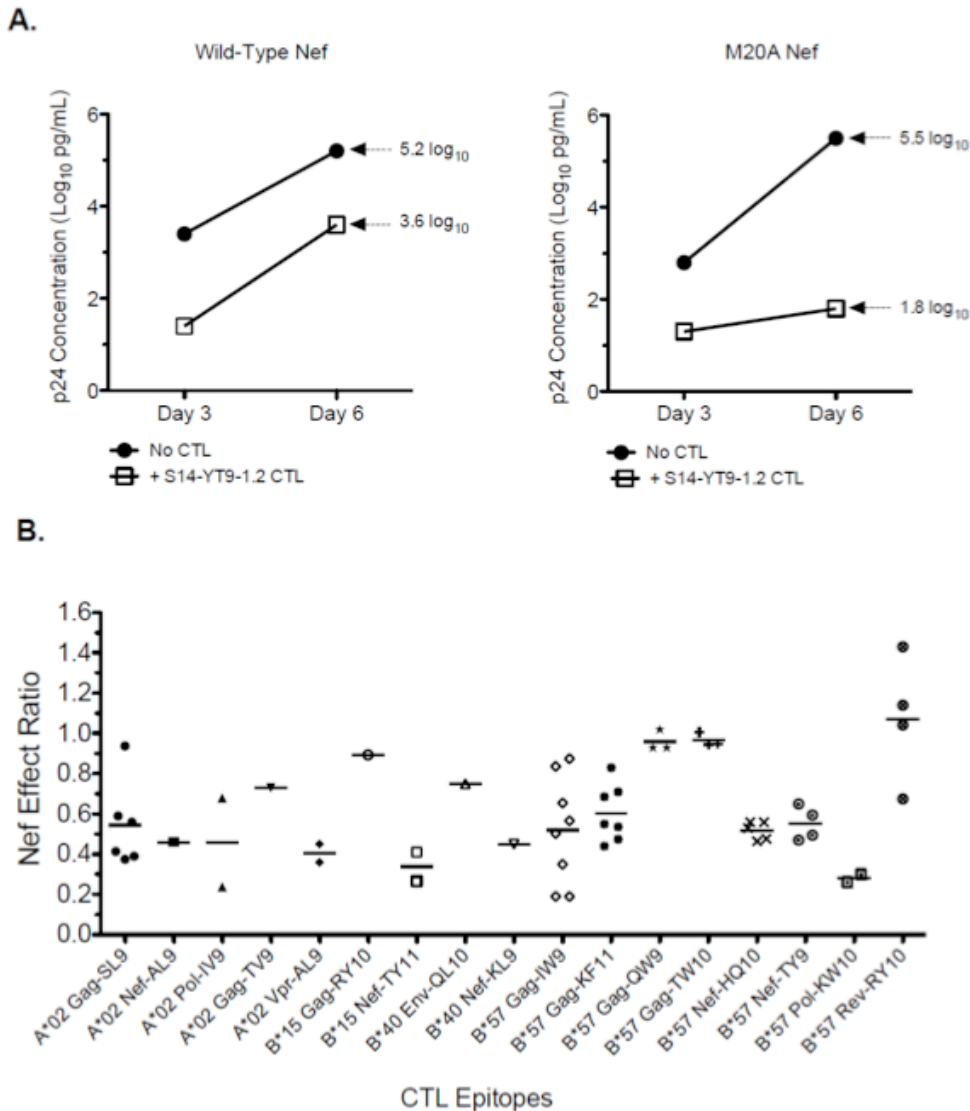 A.
Wild-Type Nef
M20A Nef
p24 Concentration (Log10 pg/mL)
6
4
2
0
5.2 log10
3.6 log10
Day 3
Day 6
No CTL
+ S14-YT9-1.2 CTL
p24 Concentration (Log10 pg/mL)
6
4
2
0
5.5 log10
1.8 log10
Day 3
Day 6
No CTL
+ S14-YT9-1.2 CTL
B.
Nef Effect Ratio
1.6
1.4
1.2
1.0
0.8
0.6
0.4
0.2
0.0
A*02 Gag-SL9
A*02 Nef-AL9
A*02 Pol-IV9
A*02 Gag-TV9
A*02 Vpr-AL9
B*15 Gag-RY10
B*15 Nef-TY11
B*40 Env-QL10
B*40 Nef-KL9
B*57 Gag-IW9
B*57 Gag-KF11
B*57 Gag-QW9
B*57 Gag-TW10
B*57 Nef-HQ10
B*57 Nef-TY9
B*57 Pol-KW10
B*57 Rev-RY10
CTL Epitopes